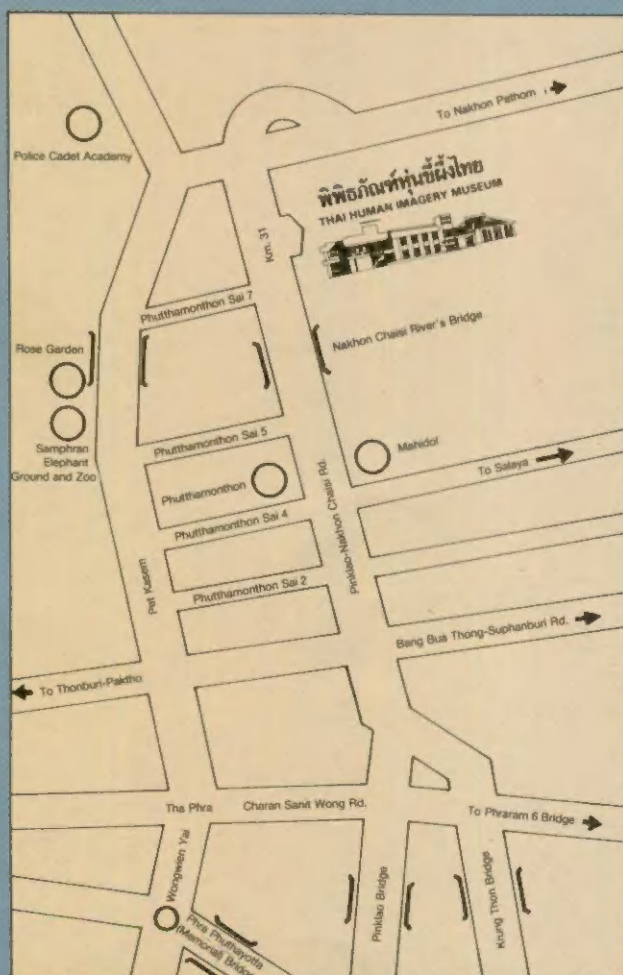 To Nakhon Pathom
Police Cadet Academy
พิพิธภัณฑ์หุ่นขี้ผึ้งไทย
THAI HUMAN IMAGERY MUSEUM
Km. 31
Phutthamonthon Sai 7
Nakhon Chaisi River's Bridge
Rose Garden
Samphran
Elephant
Ground and Zoo
Phutthamonthon Sai 5
Mahidol
To Salaya
Phutthamonthon
Pinklao-Nakhon Chaisi Rd.
Phutthamonthon Sai 4
Pet Kasem
Phutthamonthon Sai 2
Bang Bua Thong-Suphanburi Rd.
To Thonburi-Paktho
Tha Phra
Charan Sanit Wong Rd.
To Phraram 6 Bridge
Wongwien Yai
Pinklao Bridge
Krung Thon Bridge
Phra Phuthayotfa
(Memorial) Bridge